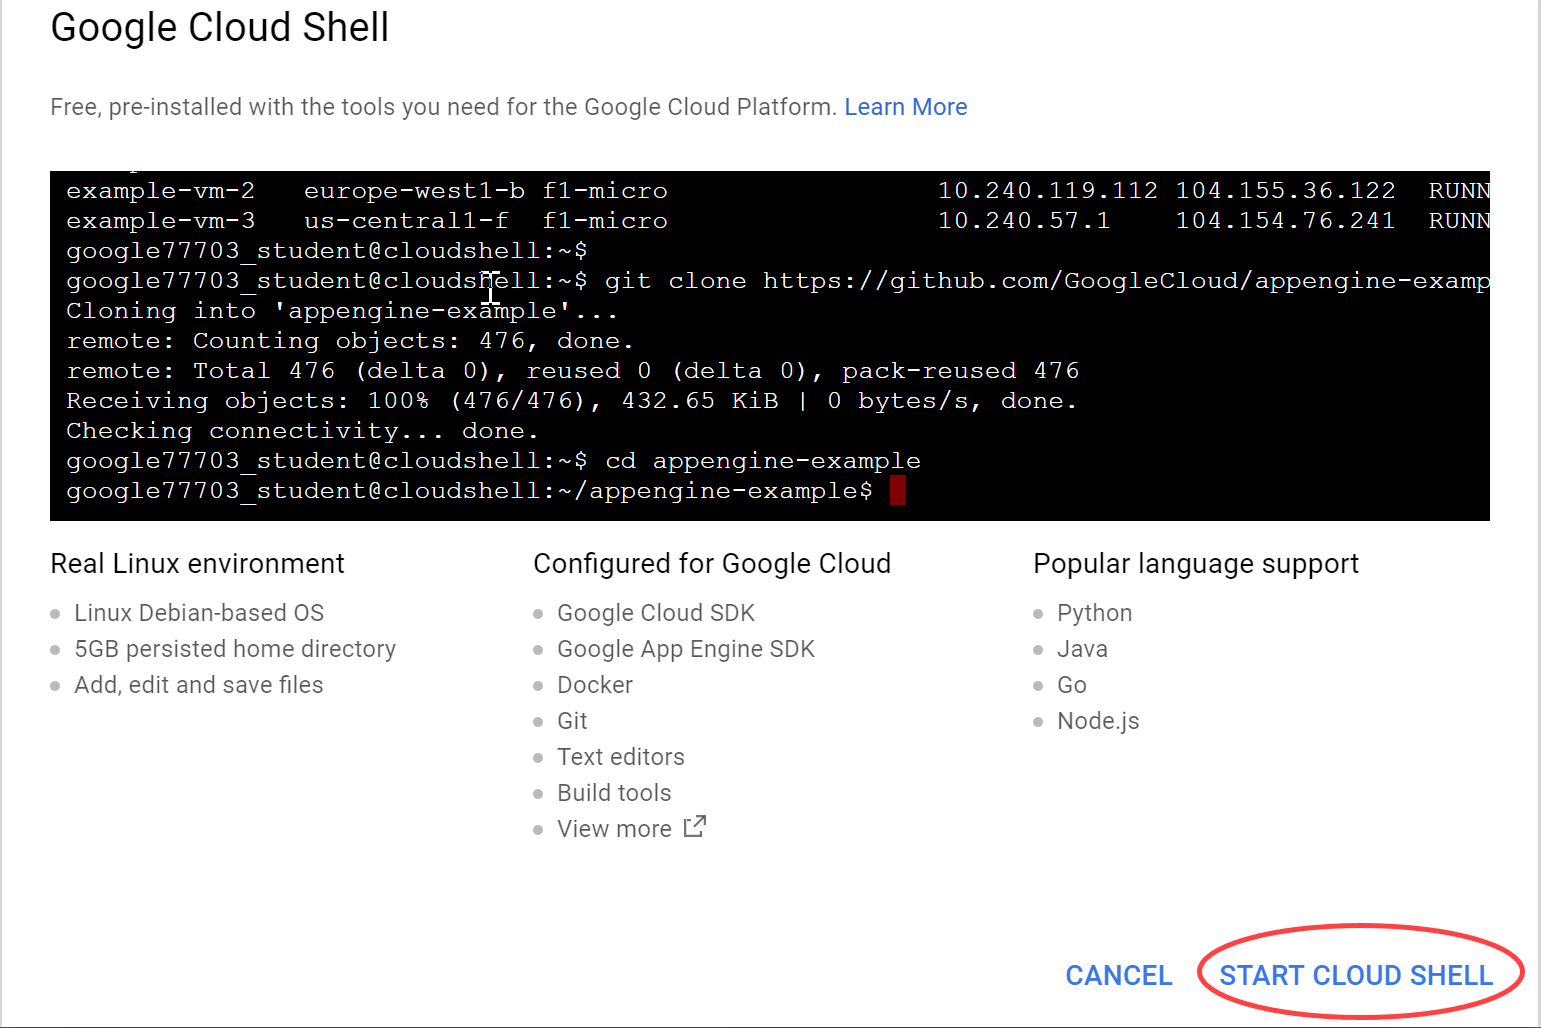 Google Cloud Shell
Free, pre-installed with the tools you need for the Google Cloud Platform. Learn More
example-vm-2 europe-west1-b f1-micro 10.240.119.112 104.155.36.122 RUNN
example-vm-3 us-central1-f f1-micro 10.240.57.1 104.154.76.241 RUNN
google77703_student@cloudshell:~$
google77703_student@cloudshell:~$ git clone https://github.com/GoogleCloud/appengine-examp
Cloning into 'appengine-example'...
remote: Counting objects: 476, done.
remote: Total 476 (delta 0), reused 0 (delta 0), pack-reused 476
Receiving objects: 100% (476/476), 432.65 KiB | 0 bytes/s, done.
Checking connectivity... done.
google77703_student@cloudshell:~$ cd appengine-example
google77703_student@cloudshell:~/appengine-example$
Real Linux environment
Linux Debian-based OS
5GB persisted home directory
Add, edit and save files
Configured for Google Cloud
Google Cloud SDK
Google App Engine SDK
Docker
Git
Text editors
Build tools
View more
Popular language support
Python
Java
Go
Node.js
CANCEL START CLOUD SHELL